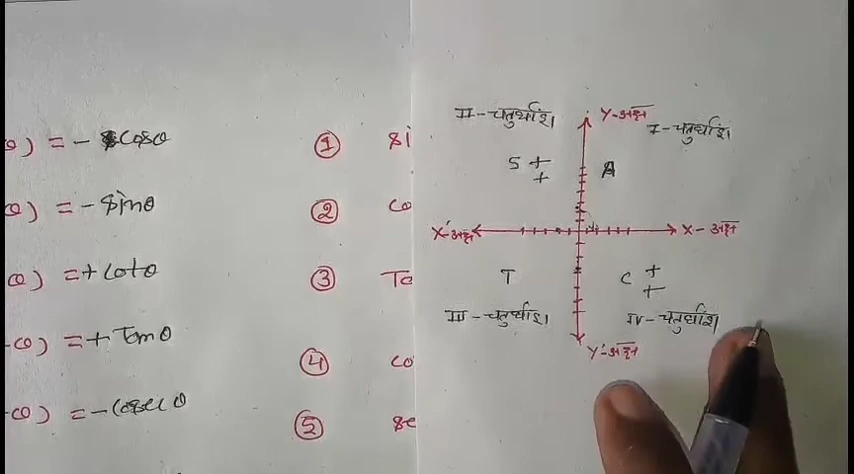 θ) = - cosθ
θ) = - sinθ
θ) = + cotθ
-θ) = + Tanθ
-θ) = - cosecθ
① si
② co
③ Ta
④ co
⑤ se
Y-अक्ष
II - चतुर्थांश
I - चतुर्थांश
S +
+
A
X'-अक्ष
X - अक्ष
T
C +
+
III - चतुर्थांश
IV - चतुर्थांश
Y'-अक्ष